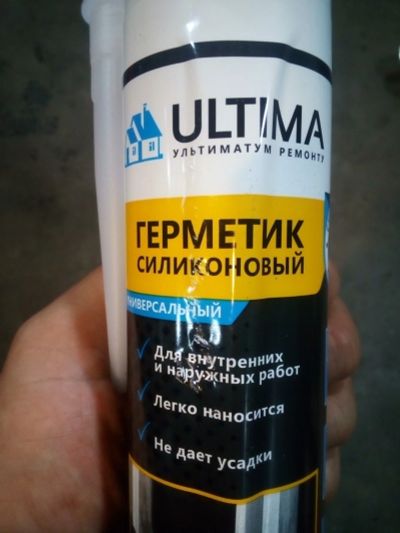 ULTIMA
УЛЬТИМАТУМ РЕМОНТУ
ГЕРМЕТИК
СИЛИКОНОВЫЙ
УНИВЕРСАЛЬНЫЙ
Для внутренних
и наружных работ
Легко наносится
Не дает усадки